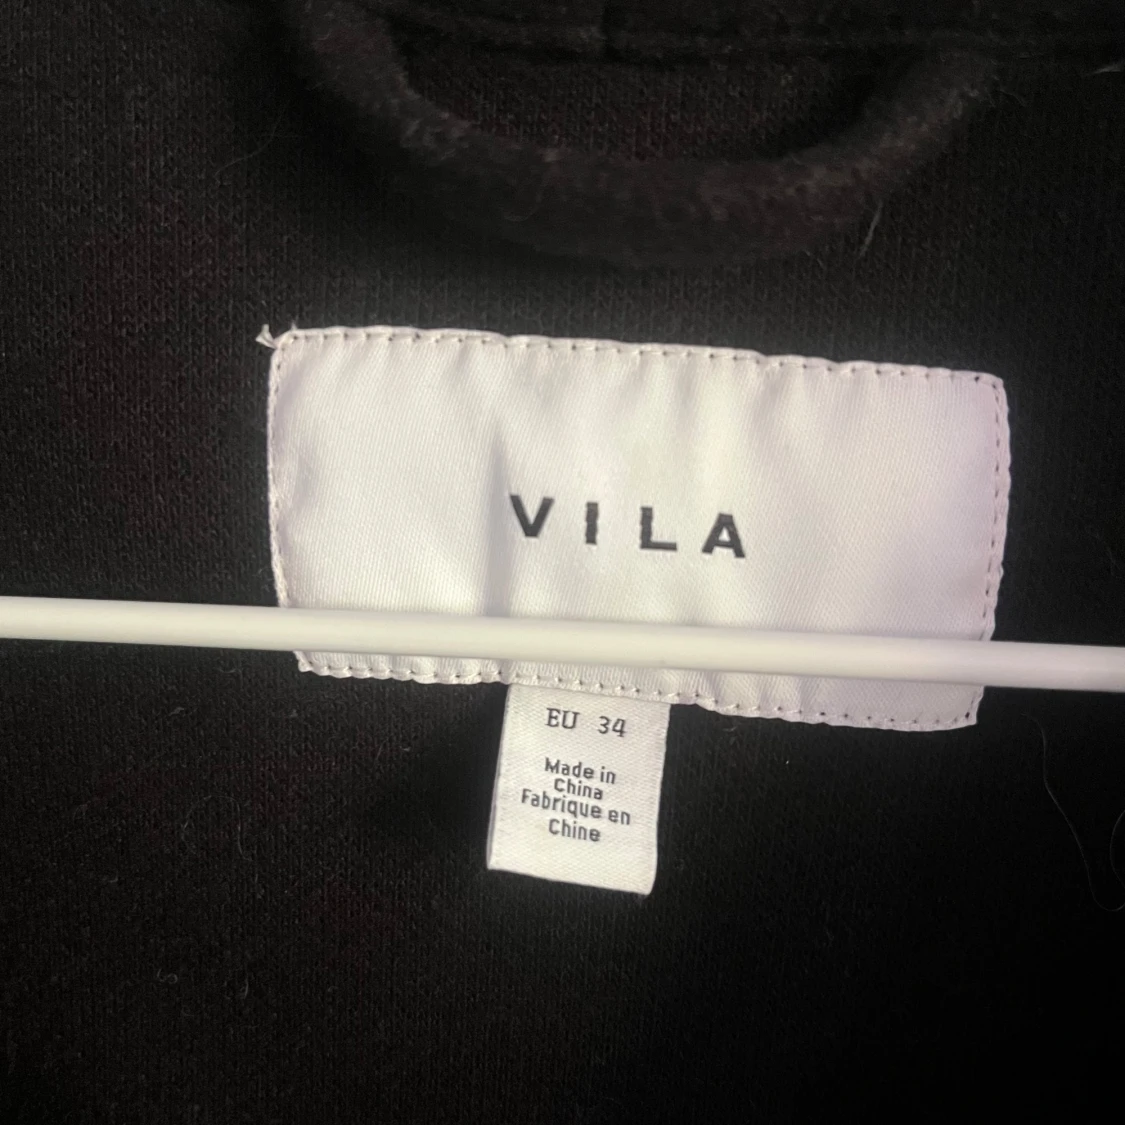 VILA
EU 34
Made in
China
Fabrique en
Chine